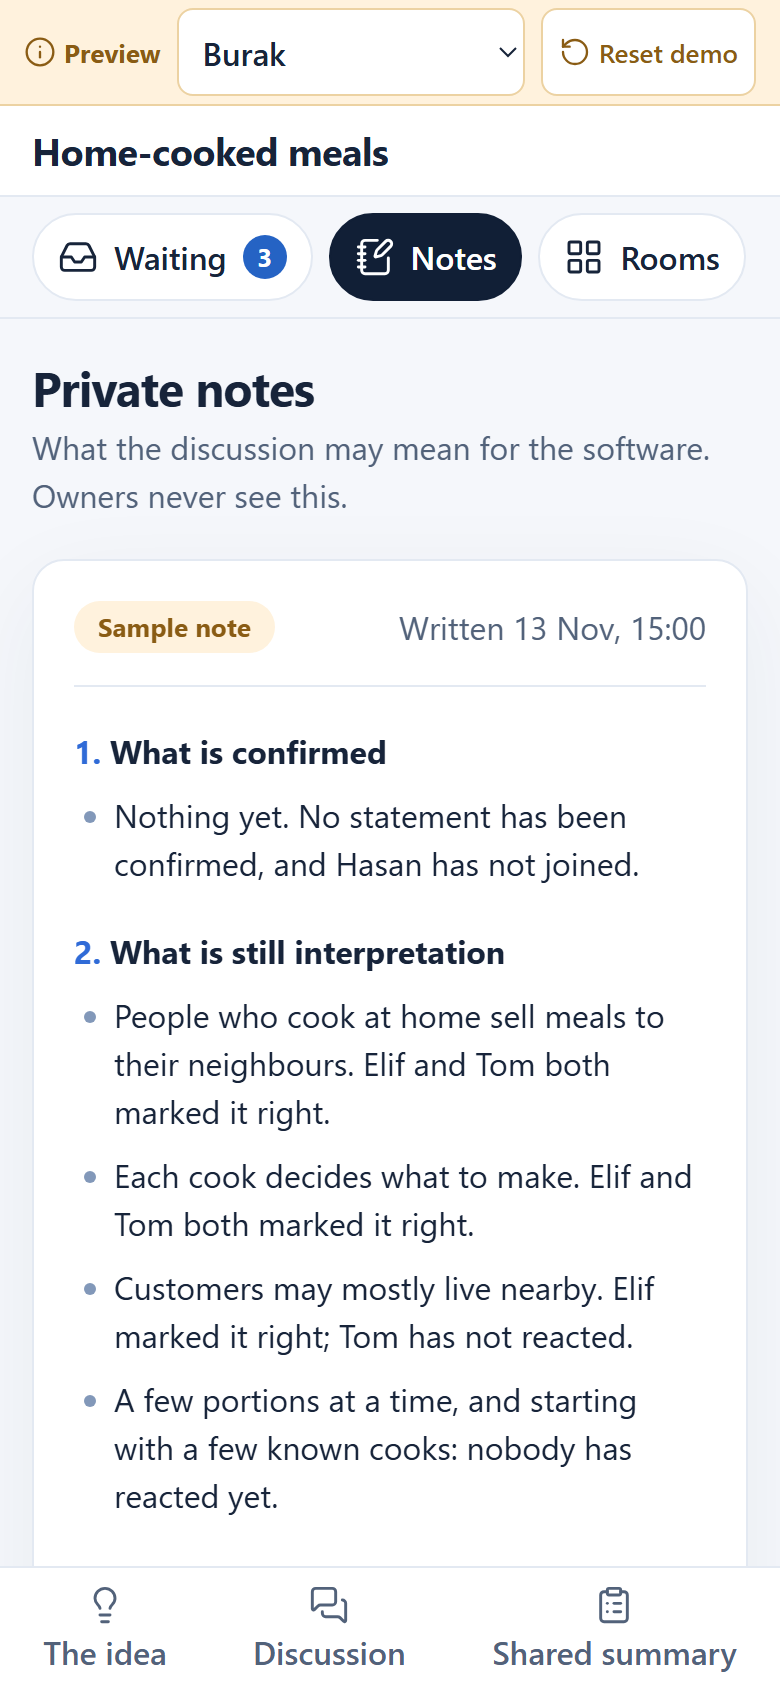 Preview
Burak
Reset demo
Home-cooked meals
Waiting 3
Notes
Rooms
Private notes
What the discussion may mean for the software.
Owners never see this.
Sample note
Written 13 Nov, 15:00
1. What is confirmed
Nothing yet. No statement has been
confirmed, and Hasan has not joined.
2. What is still interpretation
People who cook at home sell meals to
their neighbours. Elif and Tom both
marked it right.
Each cook decides what to make. Elif and
Tom both marked it right.
Customers may mostly live nearby. Elif
marked it right; Tom has not reacted.
A few portions at a time, and starting
with a few known cooks: nobody has
reacted yet.
The idea
Discussion
Shared summary